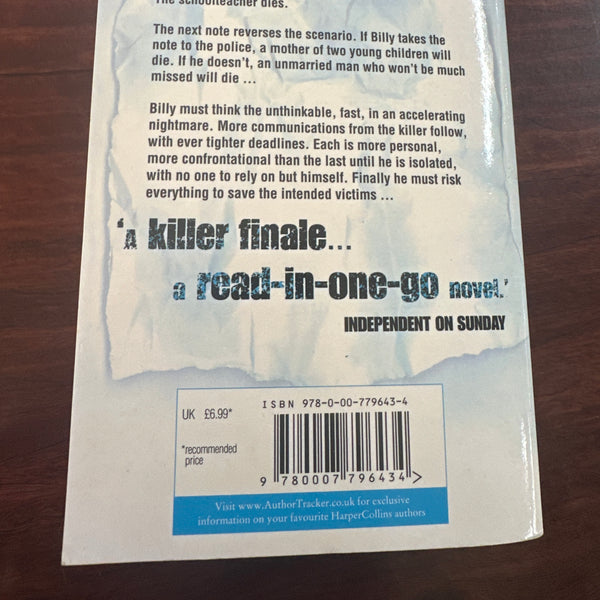 The schoolteacher dies.
The next note reverses the scenario. If Billy takes the
note to the police, a mother of two young children will
die. If he doesn't, an unmarried man who won't be much
missed will die ...
Billy must think the unthinkable, fast, in an accelerating
nightmare. More communications from the killer follow,
with ever tighter deadlines. Each is more personal,
more confrontational than the last until he is isolated,
with no one to rely on but himself. Finally he must risk
everything to save the intended victims ...
‘A killer finale...
a read-in-one-go novel.’
INDEPENDENT ON SUNDAY
ISBN 978-0-00-779643-4
UK £6.99*
*recommended
price
9 780007 796434 >
Visit www.AuthorTracker.co.uk for exclusive
information on your favourite HarperCollins authors